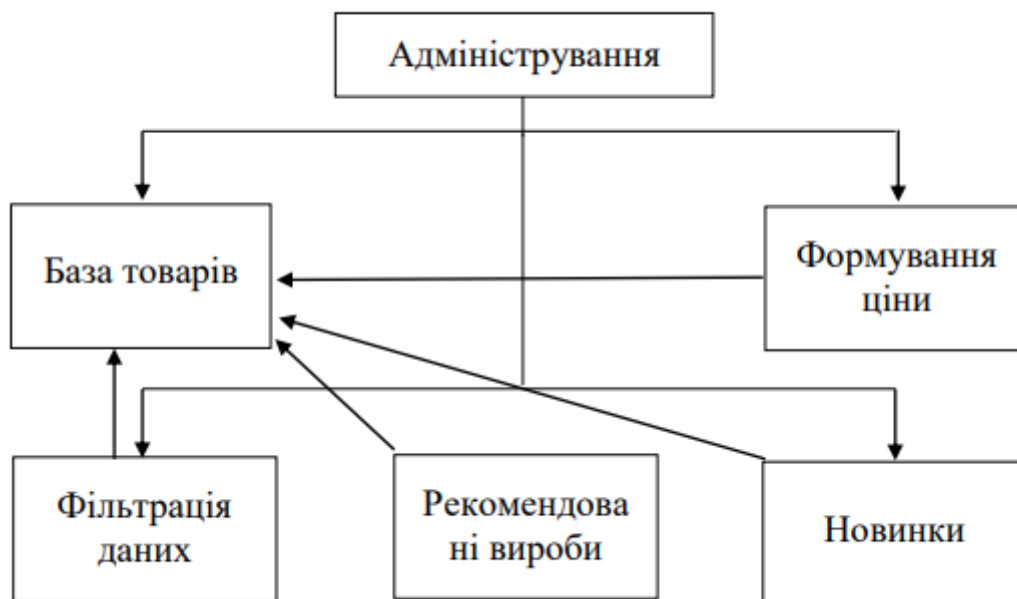 Адміністрування
База товарів
Формування
ціни
Фільтрація
даних
Рекомендова
ні вироби
Новинки